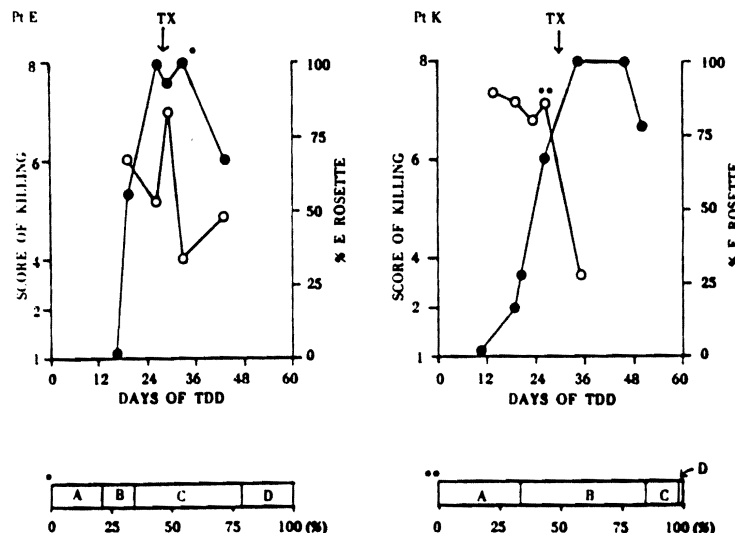 Pt E
TX
8
6
4
2
1
SCORE OF KILLING
100
75
50
25
0
% E ROSETTE
0 12 24 36 48 60
DAYS OF TDD
A B C D
0 25 50 75 100 (%)
Pt K
TX
8
6
4
2
1
SCORE OF KILLING
100
75
50
25
0
% E ROSETTE
0 12 24 36 48 60
DAYS OF TDD
A B C D
0 25 50 75 100 (%)